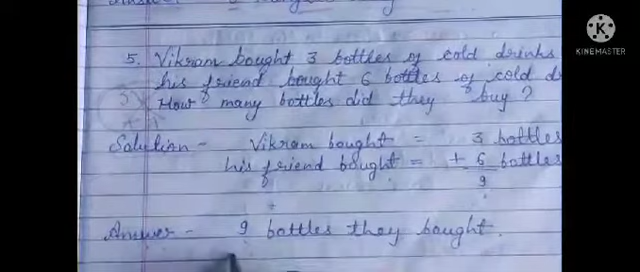 KINEMASTER
5. Vikram bought 3 bottles of cold drinks
his friend bought 6 bottles of cold d
How many bottles did they buy?
Solution - Vikram bought = 3 bottles
his friend bought = + 6 bottles
9
Answer - 9 bottles they bought.